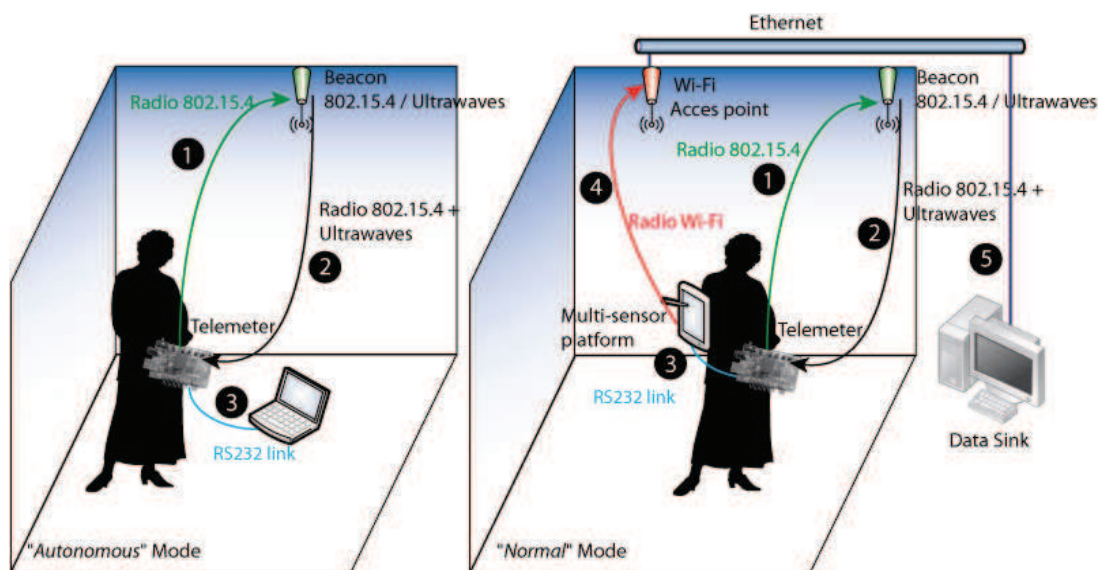 Ethernet
Radio 802.15.4
Beacon
802.15.4 / Ultrawaves
1
Radio 802.15.4 +
Ultrawaves
2
Telemeter
3
RS232 link
"Autonomous" Mode
Wi-Fi
Acces point
Beacon
802.15.4 / Ultrawaves
Radio 802.15.4
1
4
Radio Wi-Fi
Radio 802.15.4 +
Ultrawaves
2
5
Multi-sensor
platform
Telemeter
3
RS232 link
Data Sink
"Normal" Mode